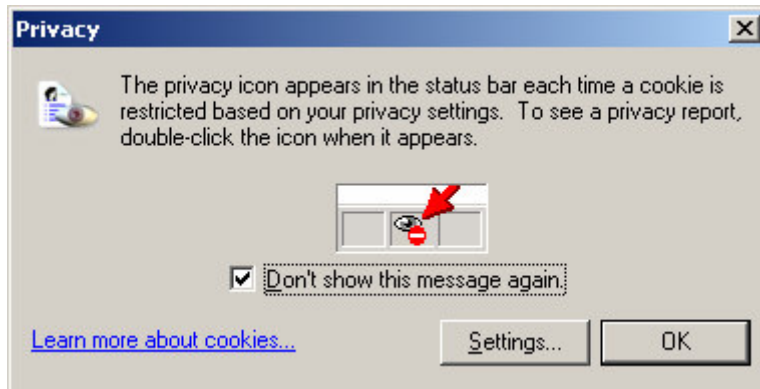 Privacy
The privacy icon appears in the status bar each time a cookie is
restricted based on your privacy settings.  To see a privacy report,
double-click the icon when it appears.
Don't show this message again.
Learn more about cookies...
Settings...
OK